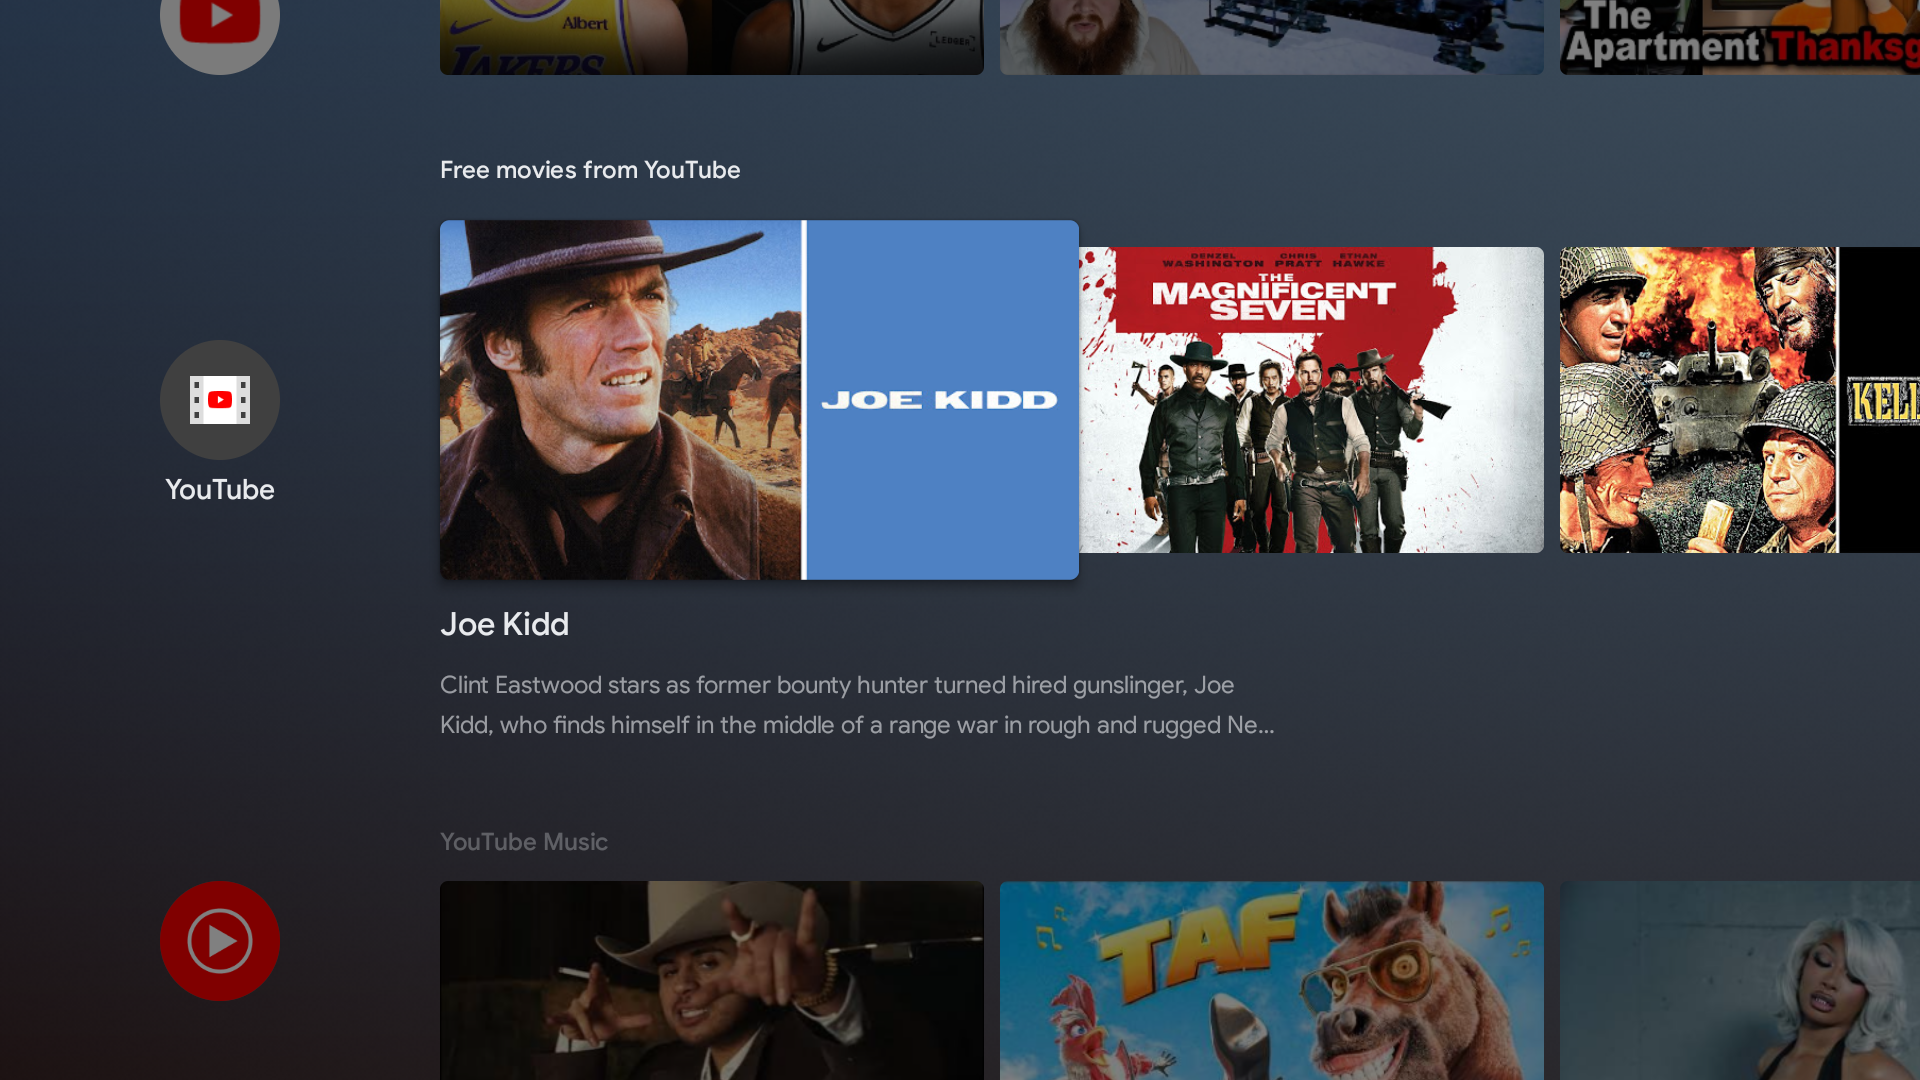 Albert
LEDGER
LAKERS
The
Apartment Thanksg
Free movies from YouTube
JOE KIDD
DENZEL WASHINGTON CHRIS PRATT ETHAN HAWKE
THE
MAGNIFICENT
SEVEN
KELL
YouTube
Joe Kidd
Clint Eastwood stars as former bounty hunter turned hired gunslinger, Joe
Kidd, who finds himself in the middle of a range war in rough and rugged Ne...
YouTube Music
TAF